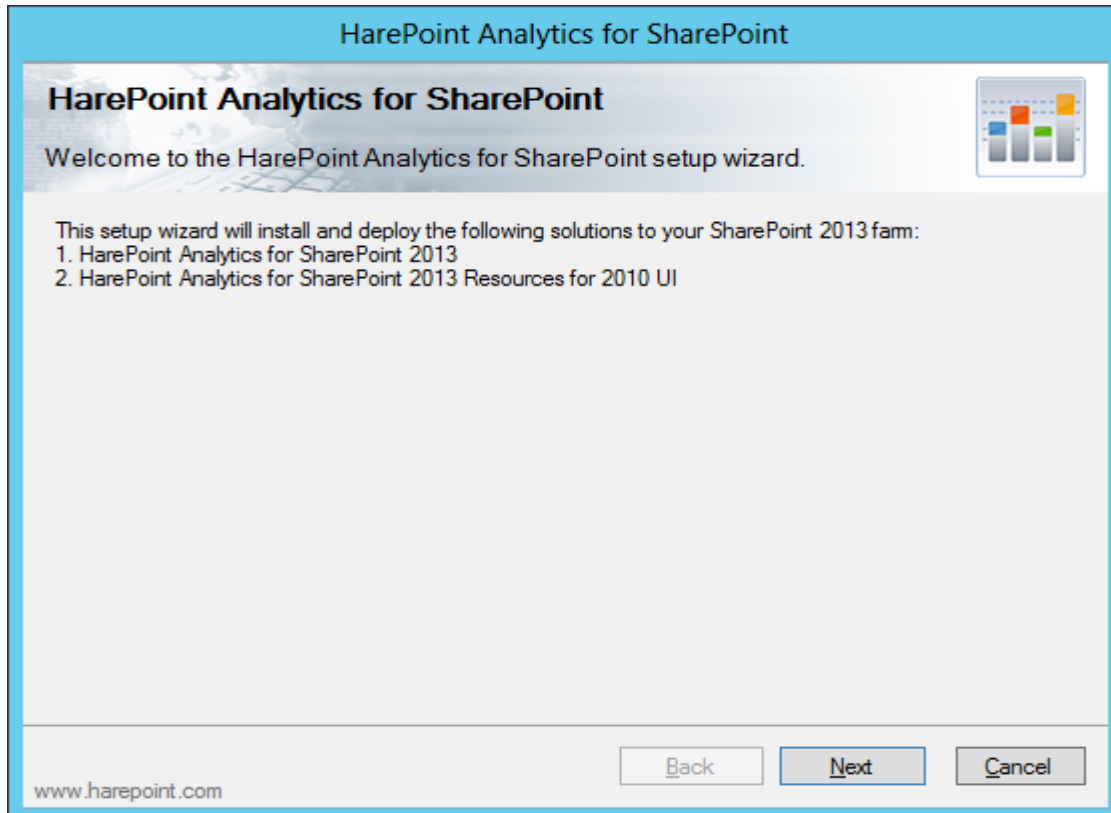 HarePoint Analytics for SharePoint
HarePoint Analytics for SharePoint
Welcome to the HarePoint Analytics for SharePoint setup wizard.
This setup wizard will install and deploy the following solutions to your SharePoint 2013 farm:
1. HarePoint Analytics for SharePoint 2013
2. HarePoint Analytics for SharePoint 2013 Resources for 2010 UI
Back Next Cancel
www.harepoint.com